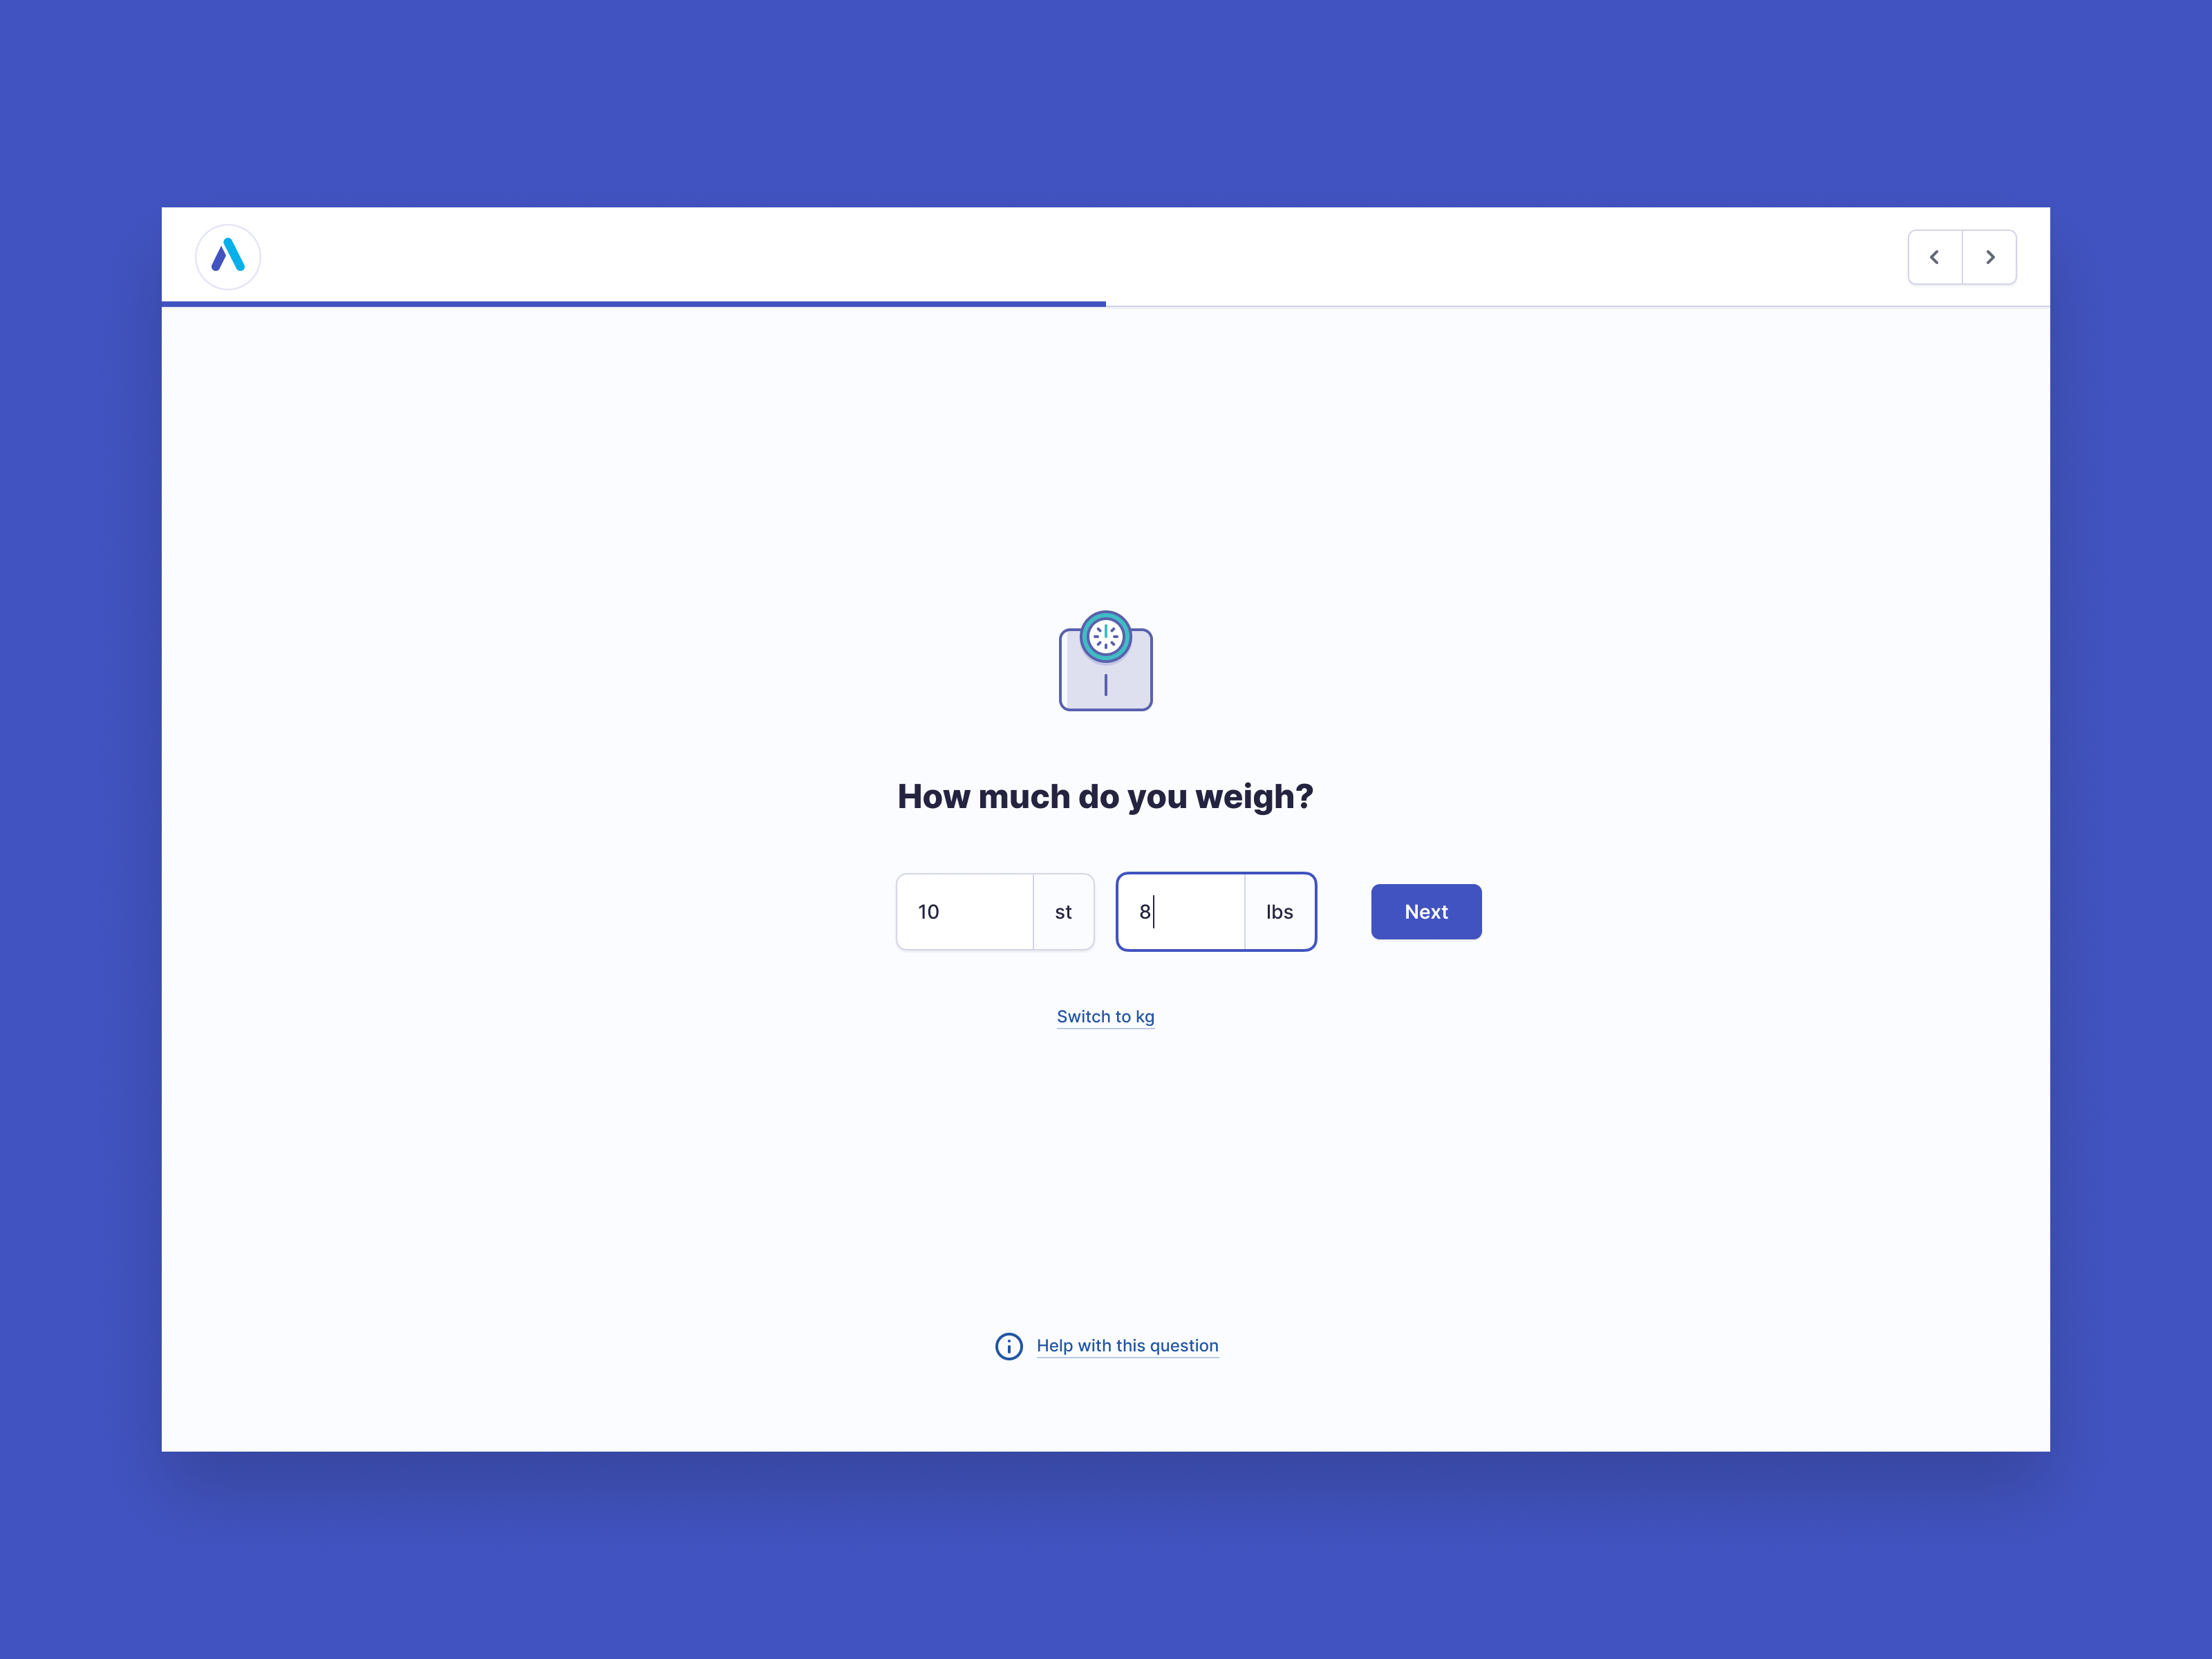 How much do you weigh?
10 st 8 lbs Next
Switch to kg
Help with this question